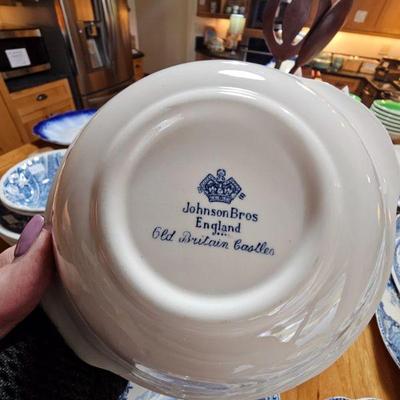 Johnson Bros
England
Old Britain Castles